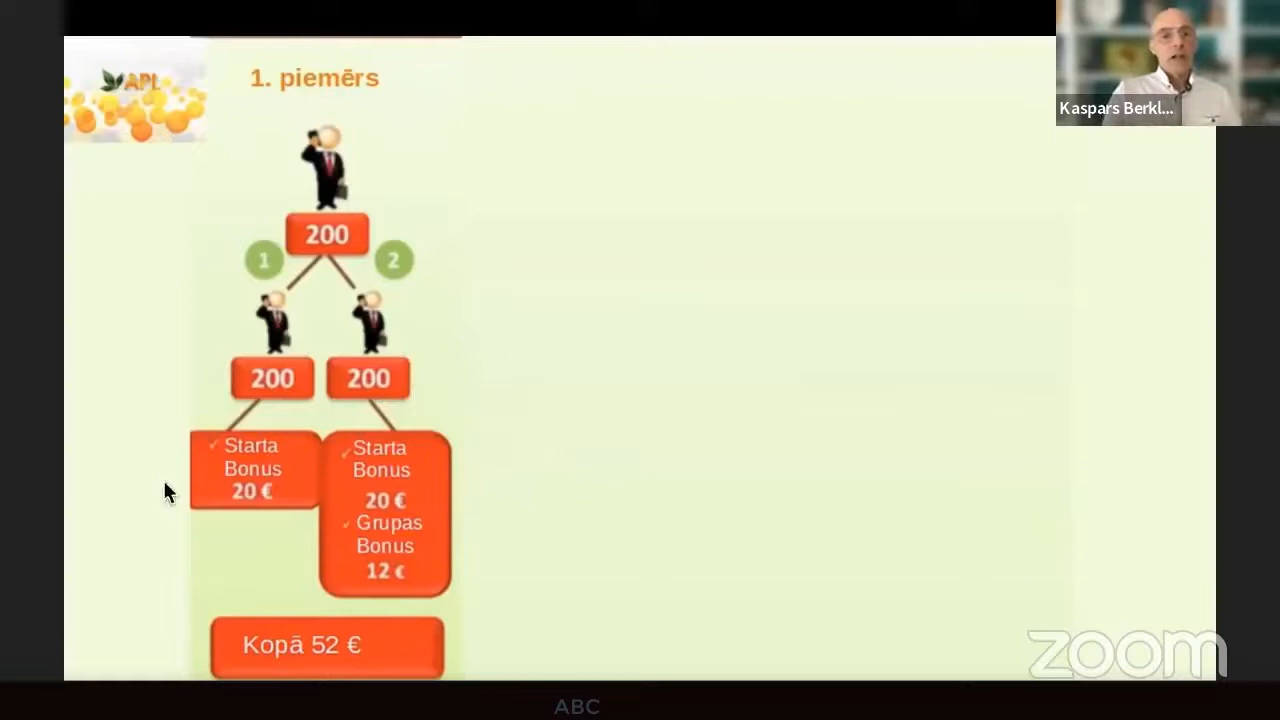 APL
1. piemērs
Kaspars Berkl...
200
1
2
200
200
✓ Starta
Bonus
20 €
✓ Starta
Bonus
20 €
✓ Grupas
Bonus
12 €
Kopā 52 €
zoom
ABC